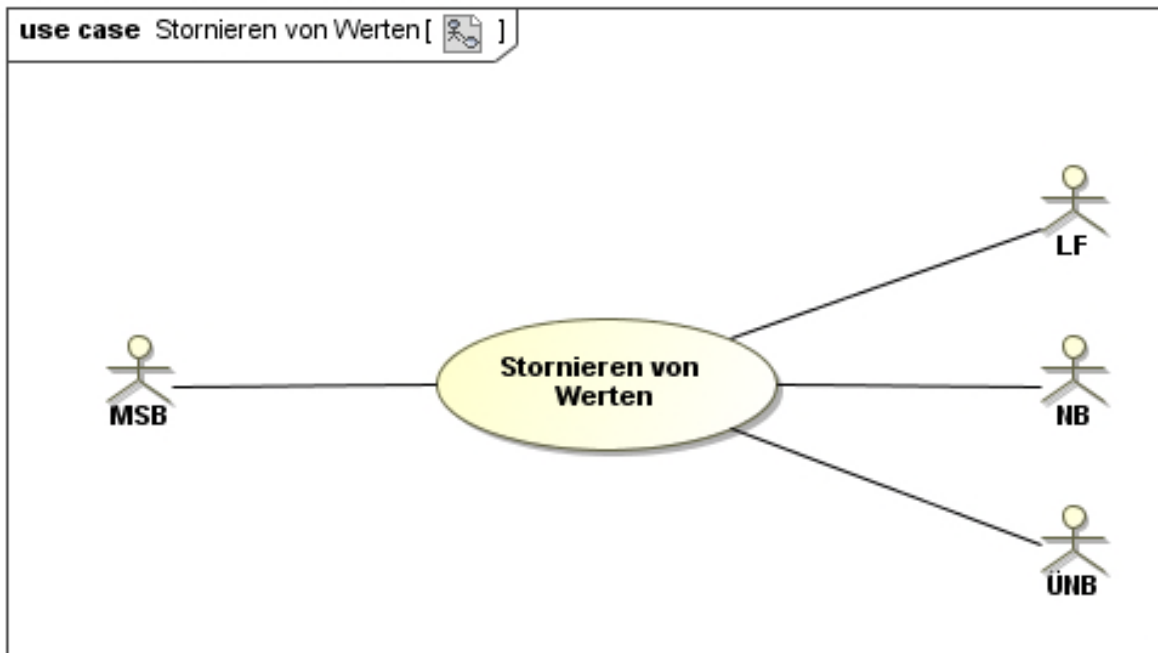 use case Stornieren von Werten [ ]
LF
Stornieren von
Werten
MSB
NB
ÜNB